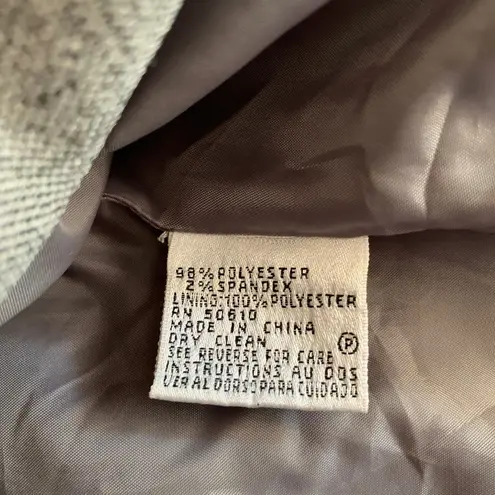 98% POLYESTER
2% SPANDEX
LINING:100% POLYESTER
RN 50610
MADE IN CHINA
DRY CLEAN Ⓟ
SEE REVERSE FOR CARE
INSTRUCTIONS AU DOS
VER AL DORSO PARA CUIDADO